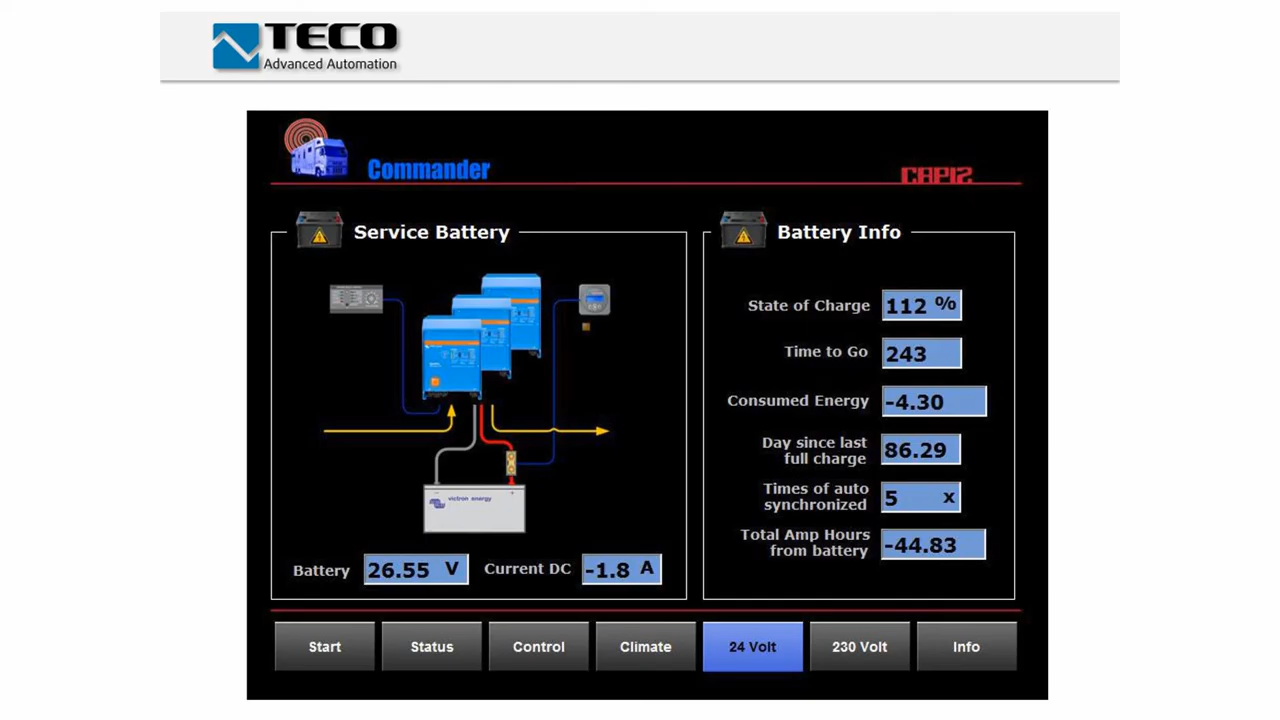 TECO
Advanced Automation
Commander
CAPI2
Service Battery
victron energy
Battery 26.55 V Current DC -1.8 A
Battery Info
State of Charge 112 %
Time to Go 243
Consumed Energy -4.30
Day since last
full charge 86.29
Times of auto
synchronized 5 x
Total Amp Hours
from battery -44.83
Start Status Control Climate 24 Volt 230 Volt Info